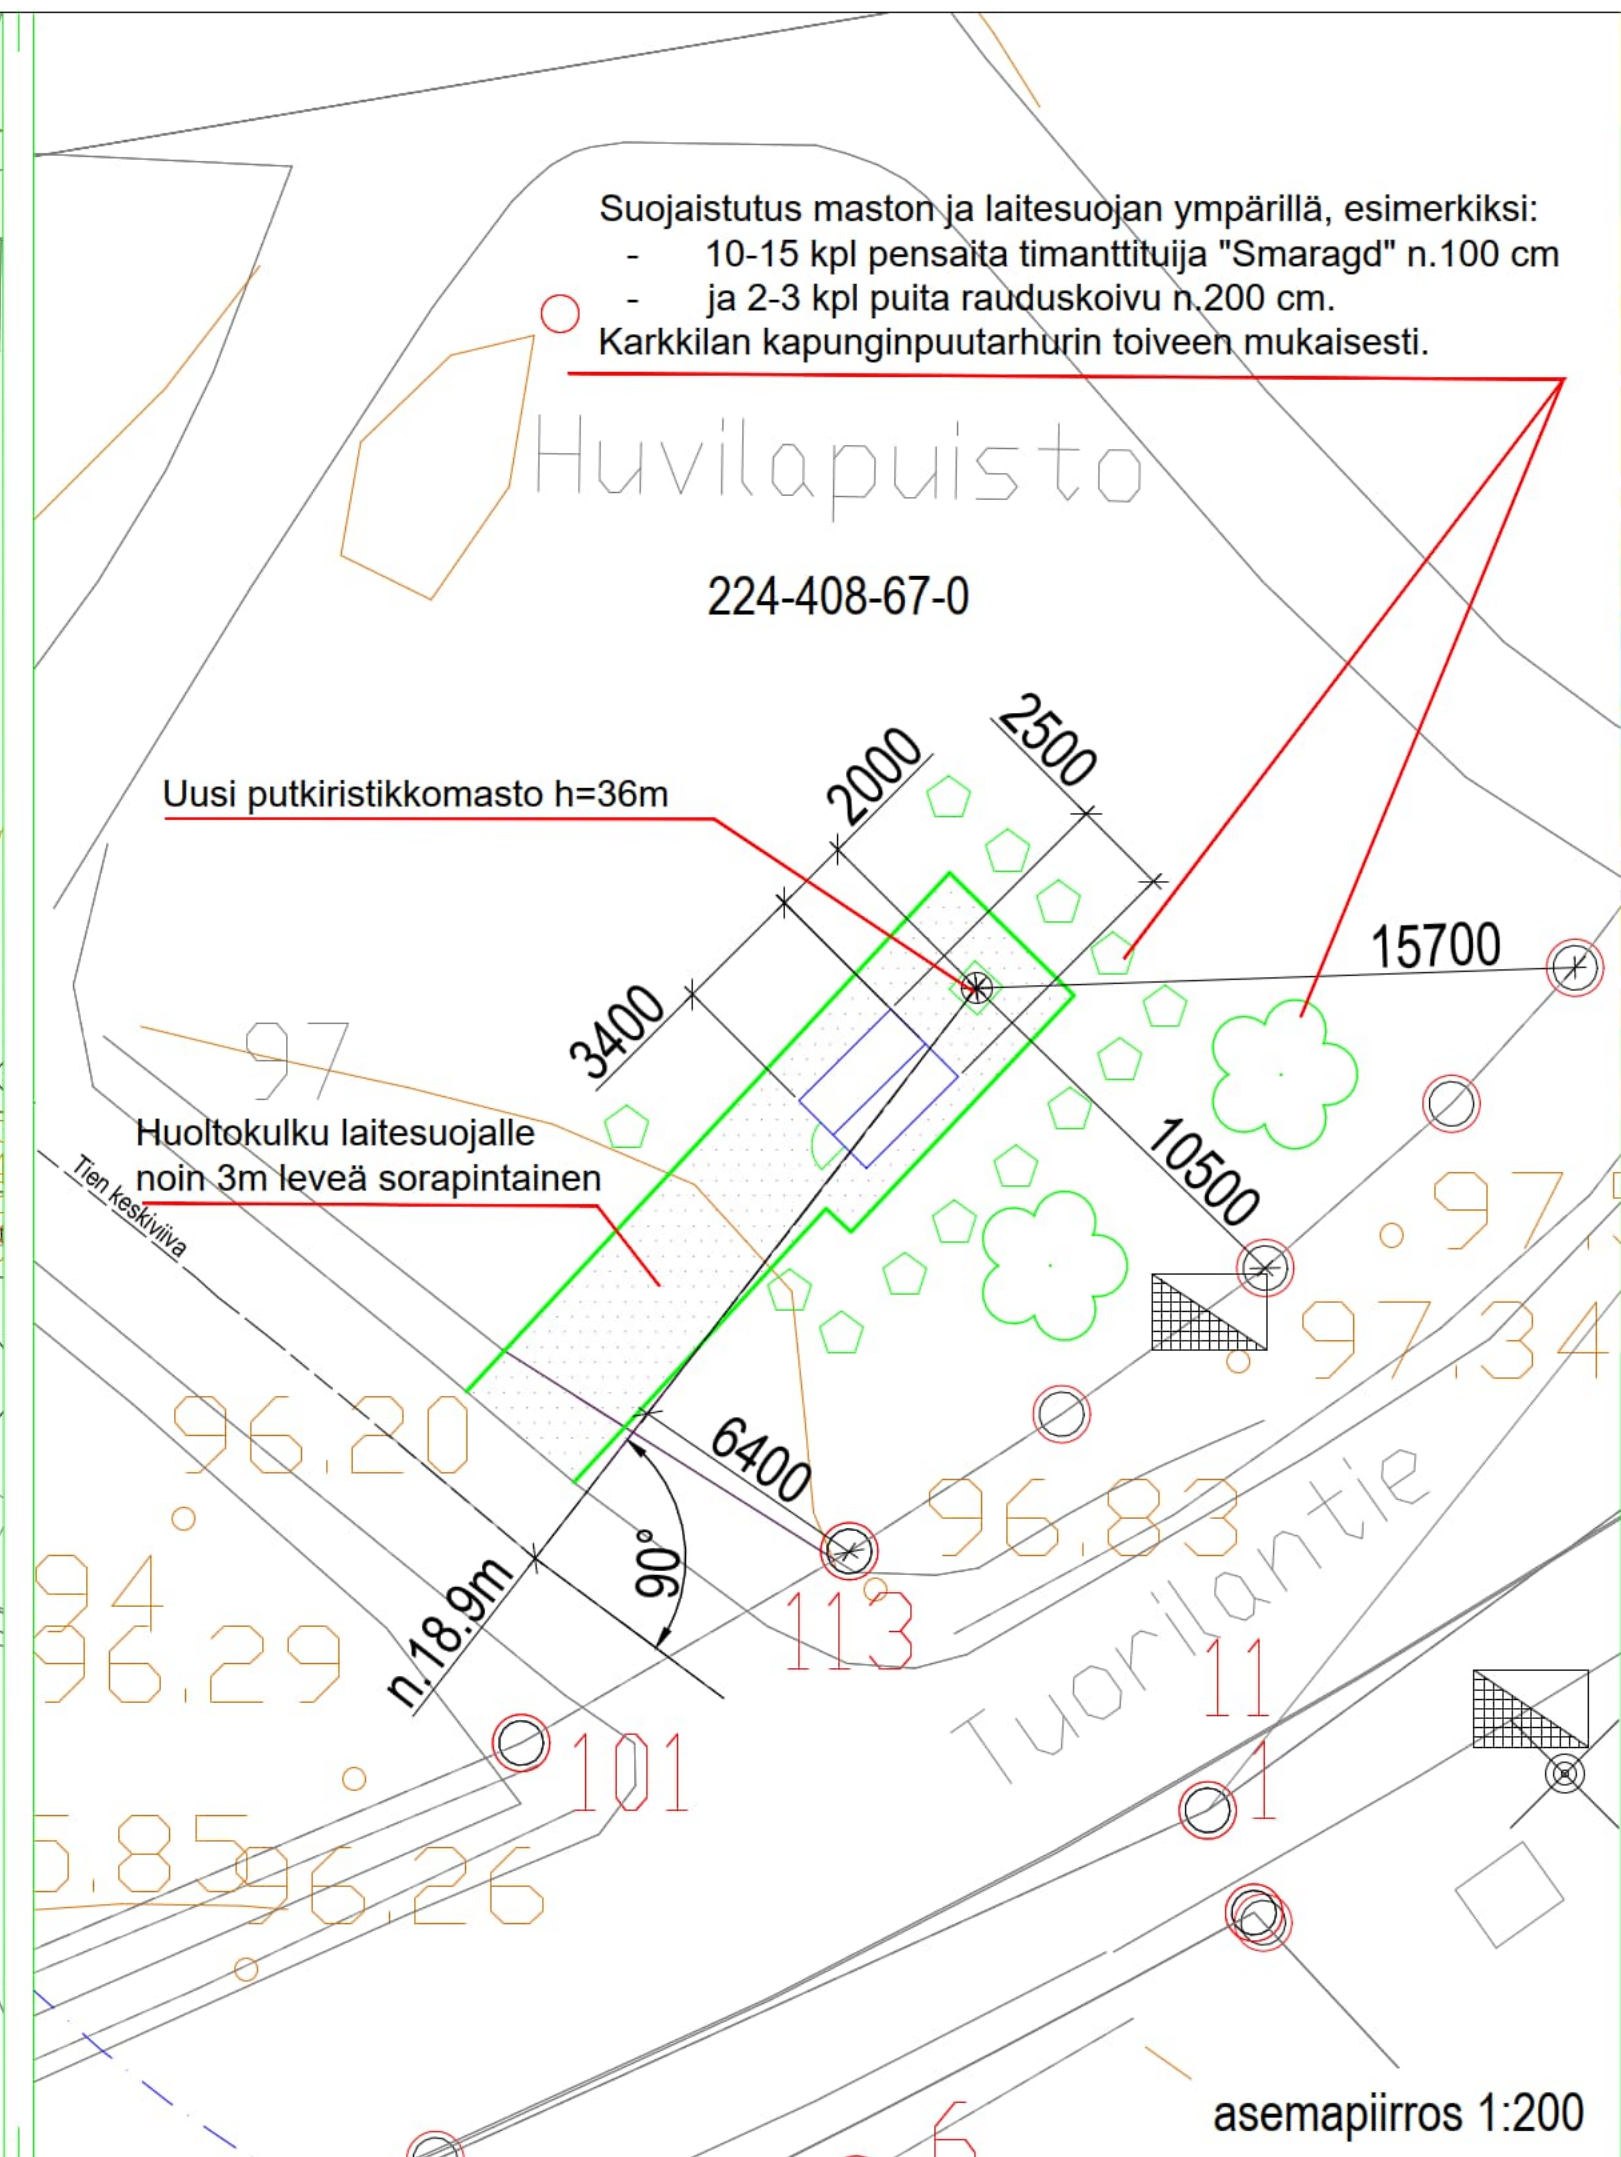 Suojaistutus maston ja laitesuojan ympärillä, esimerkiksi:
- 10-15 kpl pensaita timanttituija "Smaragd" n.100 cm
- ja 2-3 kpl puita rauduskoivu n.200 cm.
Karkkilan kapunginpuutarhurin toiveen mukaisesti.
Huvilapuisto
224-408-67-0
2500
2000
Uusi putkiristikkomasto h=36m
15700
3400
97
Huoltokulku laitesuojalle
noin 3m leveä sorapintainen
Tien keskiviiva
10500
97.
97.34
96.20
6400
96.83
90°
94
n.18.9m
96.29
113
Tuorilantie
11
101
1
5.85
96.26
6
asemapiirros 1:200